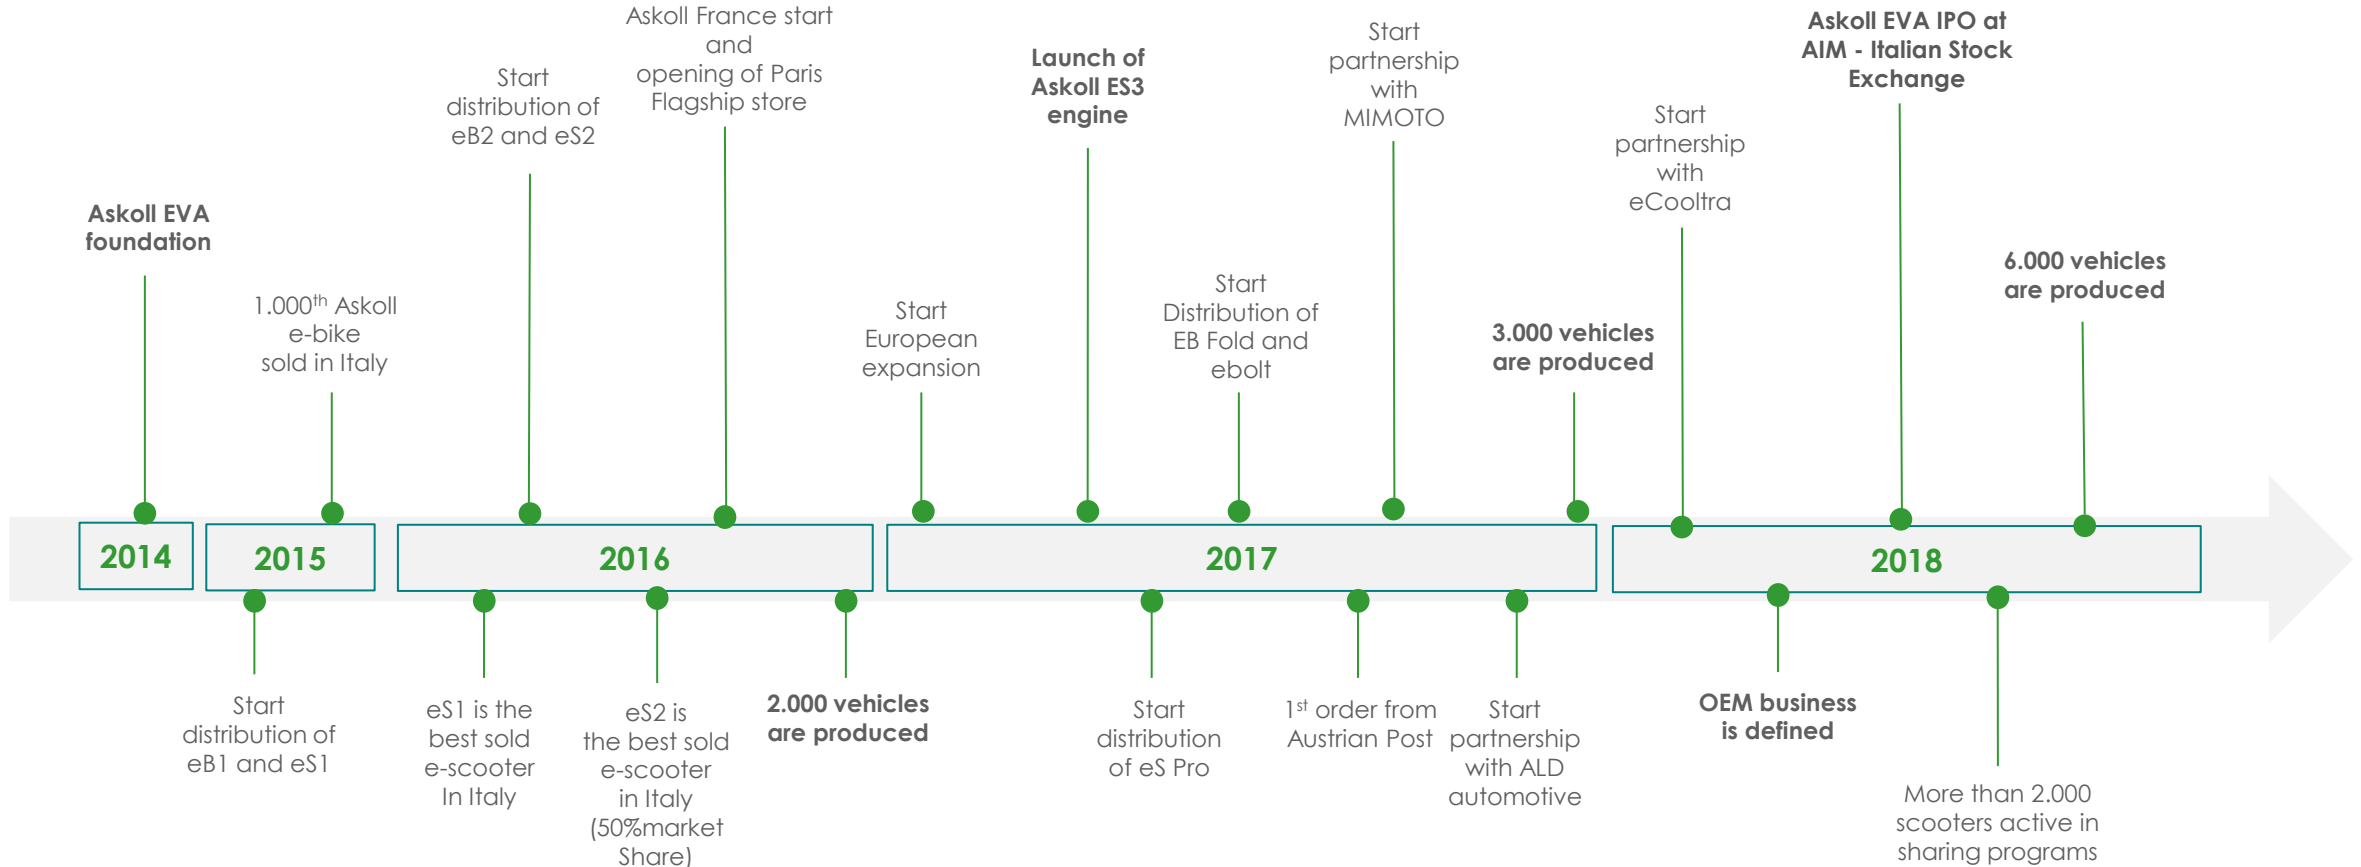 Askoll EVA
foundation
1.000th Askoll
e-bike
sold in Italy
Start
distribution of
eB2 and eS2
Askoll France start
and
opening of Paris
Flagship store
Start
European
expansion
Launch of
Askoll ES3
engine
Start
Distribution of
EB Fold and
ebolt
Start
partnership
with
MIMOTO
3.000 vehicles
are produced
Start
partnership
with
eCooltra
Askoll EVA IPO at
AIM - Italian Stock
Exchange
6.000 vehicles
are produced
2014
2015
2016
2017
2018
Start
distribution of
eB1 and eS1
eS1 is the
best sold
e-scooter
In Italy
eS2 is
the best sold
e-scooter
in Italy
(50%market
Share)
2.000 vehicles
are produced
Start
distribution
of eS Pro
1st order from
Austrian Post
Start
partnership
with ALD
automotive
OEM business
is defined
More than 2.000
scooters active in
sharing programs